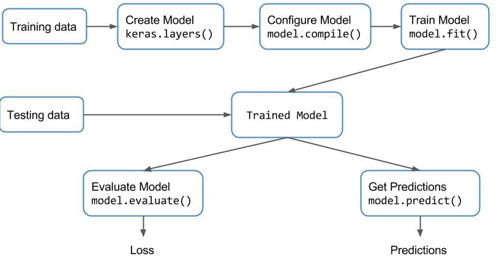 Training data
Create Model
keras.layers()
Configure Model
model.compile()
Train Model
model.fit()
Testing data
Trained Model
Evaluate Model
model.evaluate()
Get Predictions
model.predict()
Loss
Predictions